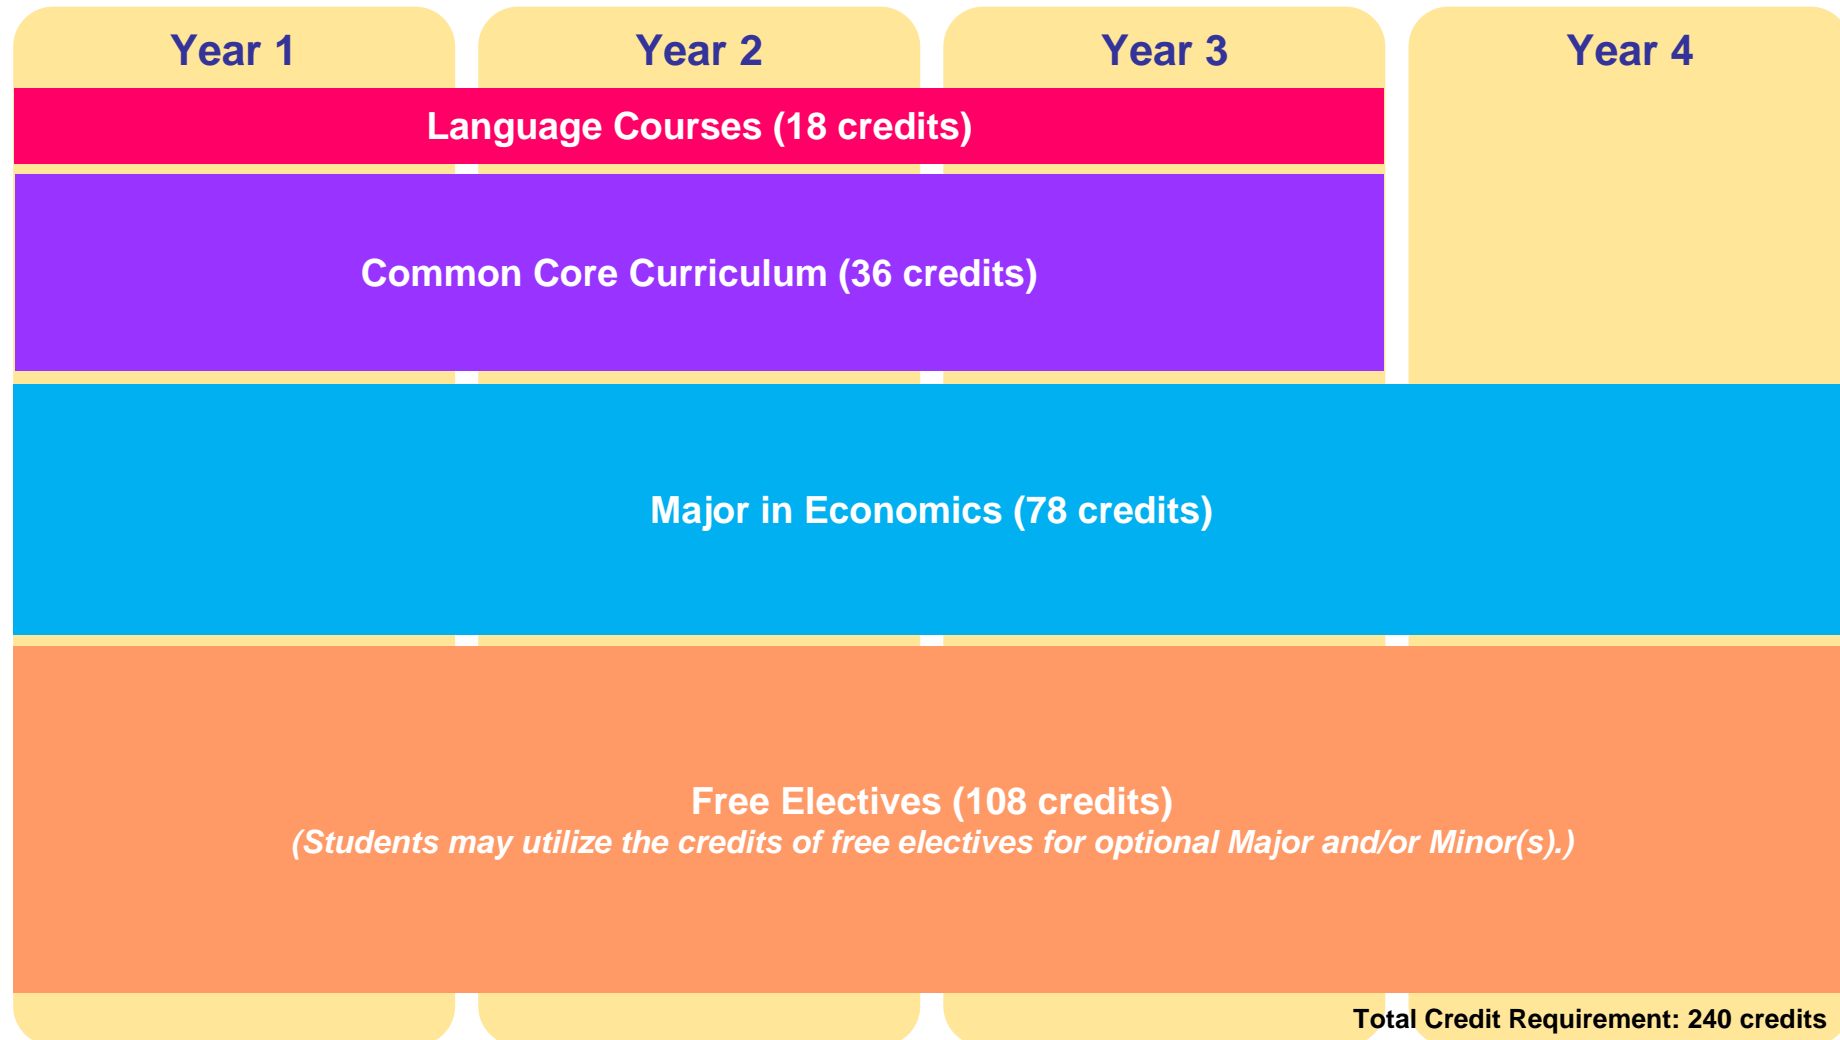 Year 1
Year 2
Year 3
Year 4
Language Courses (18 credits)
Common Core Curriculum (36 credits)
Major in Economics (78 credits)
Free Electives (108 credits)
(Students may utilize the credits of free electives for optional Major and/or Minor(s).)
Total Credit Requirement: 240 credits